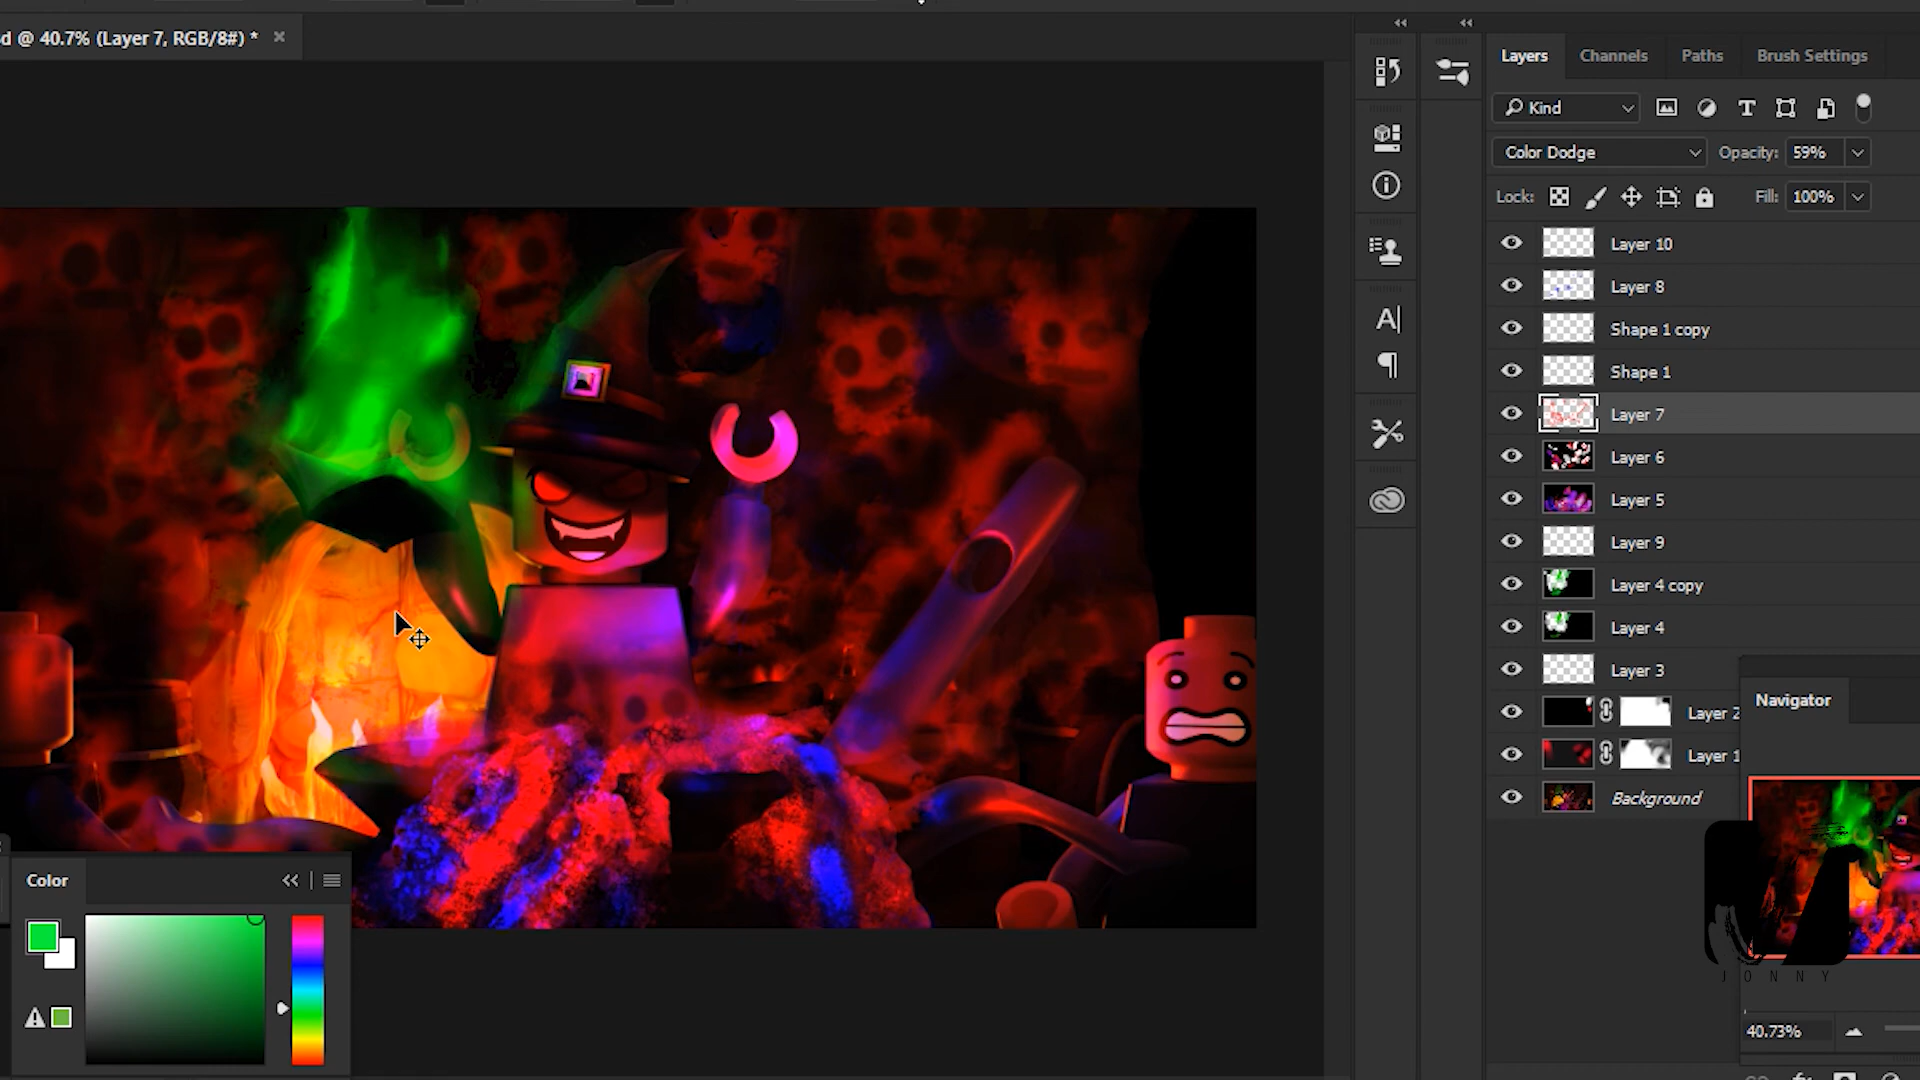 d @ 40.7% (Layer 7, RGB/8#) *
Layers
Channels
Paths
Brush Settings
Kind
Color Dodge
Opacity:
59%
Lock:
Fill:
100%
Layer 10
Layer 8
Shape 1 copy
Shape 1
Layer 7
Layer 6
Layer 5
Layer 9
Layer 4 copy
Layer 4
Layer 3
Layer 2
Layer 1
Background
Navigator
JONNY
40.73%
Color